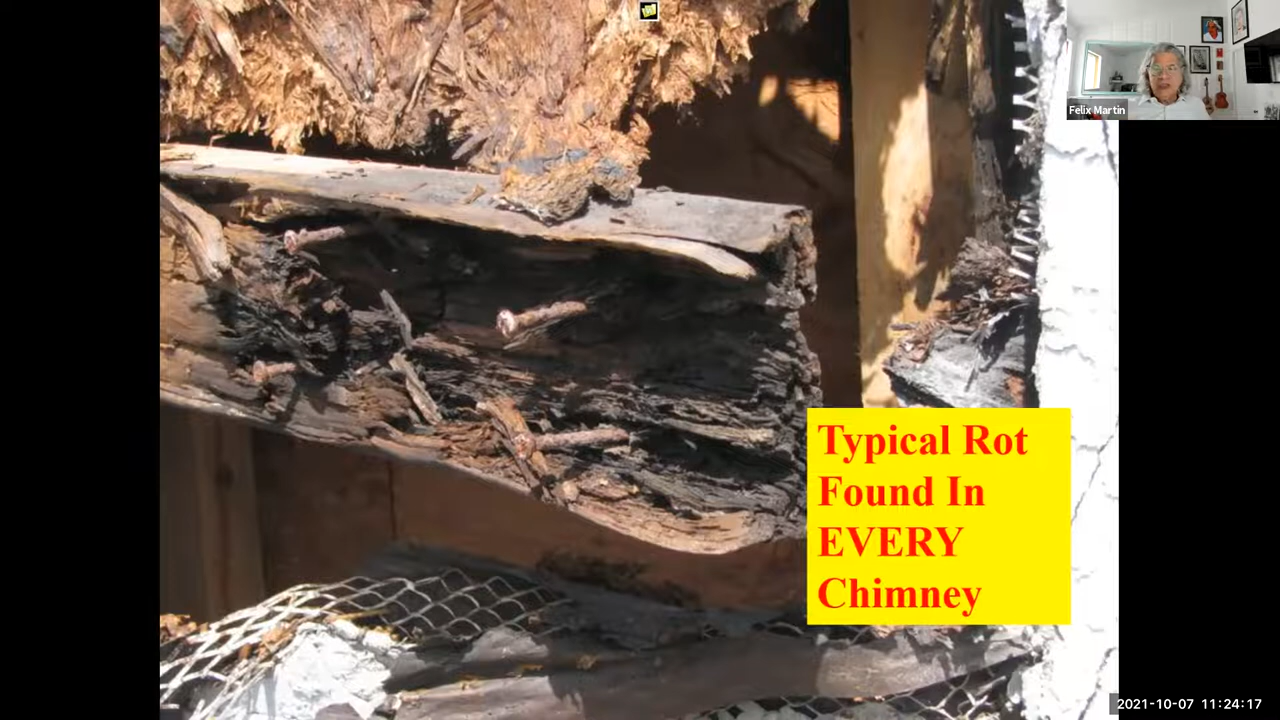 Felix Martin
Typical Rot
Found In
EVERY
Chimney
2021-10-07 11:24:17